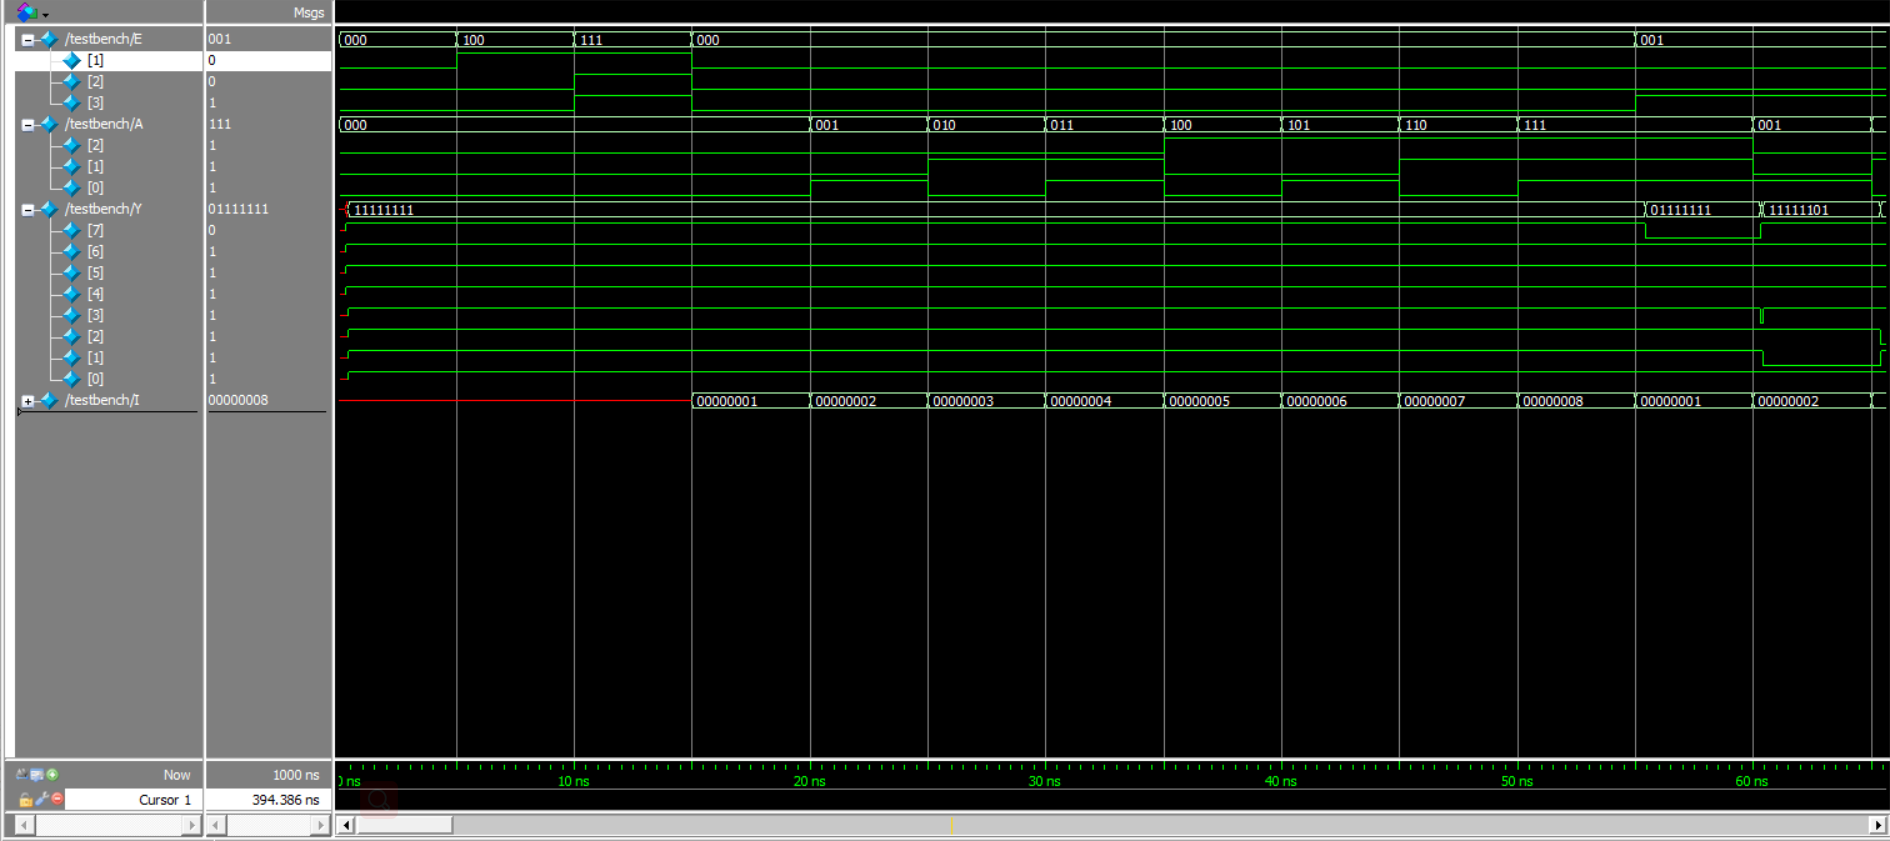 Msgs
/testbench/E 001 000 100 111 000 001
[1] 0
[2] 0
[3] 1
/testbench/A 111 000 001 010 011 100 101 110 111 001
[2] 1
[1] 1
[0] 1
/testbench/Y 01111111 11111111 01111111 11111101
[7] 0
[6] 1
[5] 1
[4] 1
[3] 1
[2] 1
[1] 1
[0] 1
/testbench/I 00000008 00000001 00000002 00000003 00000004 00000005 00000006 00000007 00000008 00000001 00000002
Now 1000 ns ns 10 ns 20 ns 30 ns 40 ns 50 ns 60 ns
Cursor 1 394.386 ns